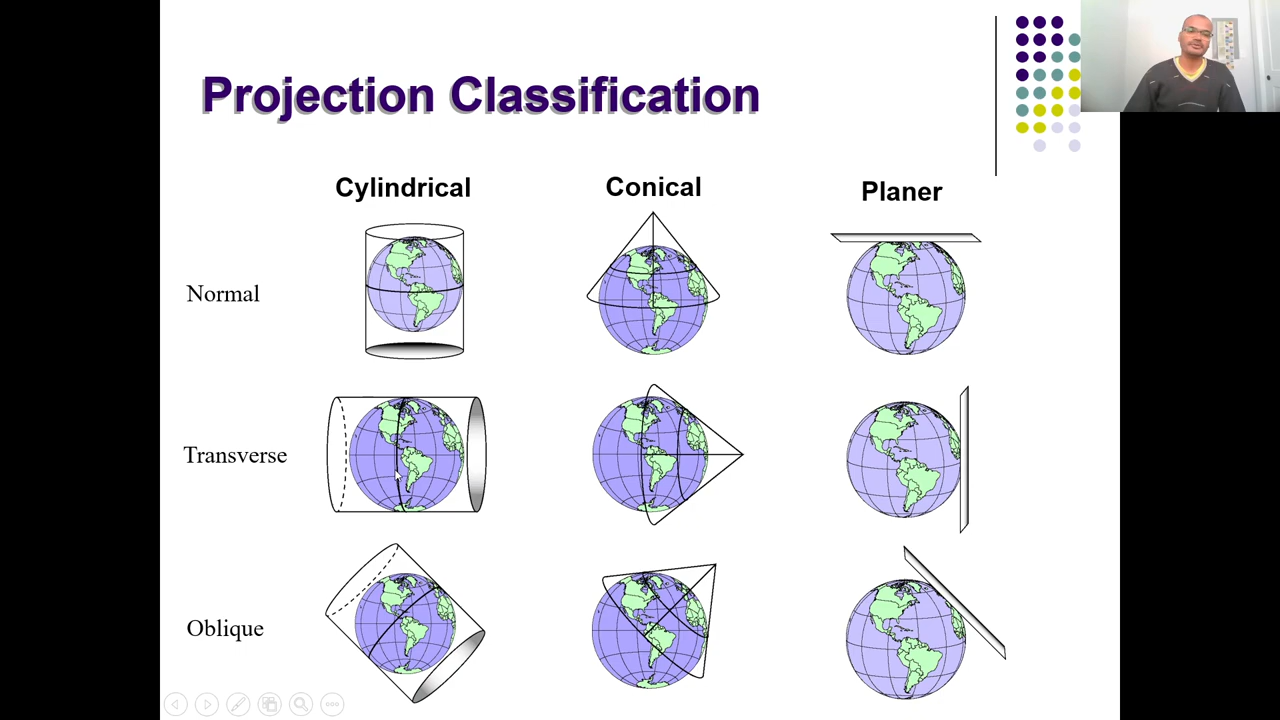 Projection Classification
Cylindrical
Conical
Planer
Normal
Transverse
Oblique